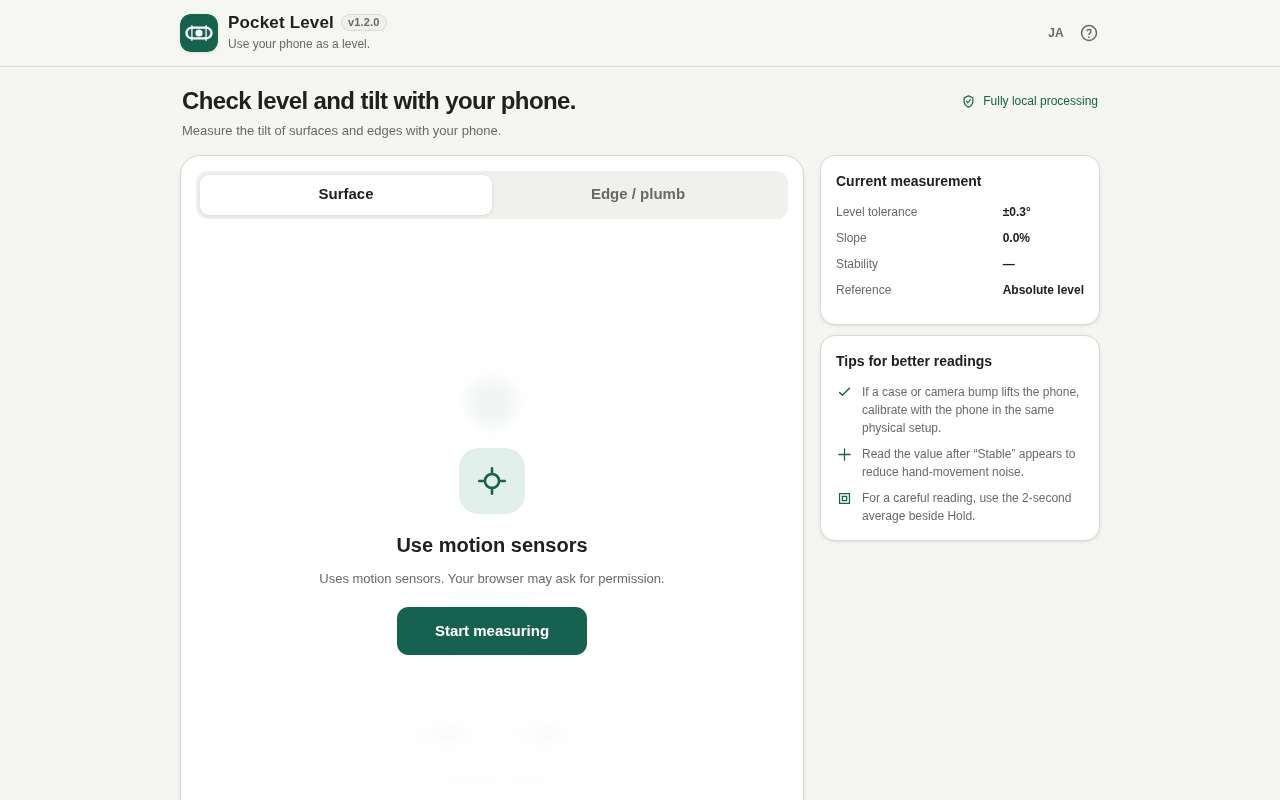 Pocket Level v1.2.0
Use your phone as a level.
JA
Check level and tilt with your phone.
Fully local processing
Measure the tilt of surfaces and edges with your phone.
Surface
Edge / plumb
Use motion sensors
Uses motion sensors. Your browser may ask for permission.
Start measuring
Current measurement
Level tolerance ±0.3°
Slope 0.0%
Stability —
Reference Absolute level
Tips for better readings
If a case or camera bump lifts the phone,
calibrate with the phone in the same
physical setup.
Read the value after “Stable” appears to
reduce hand-movement noise.
For a careful reading, use the 2-second
average beside Hold.